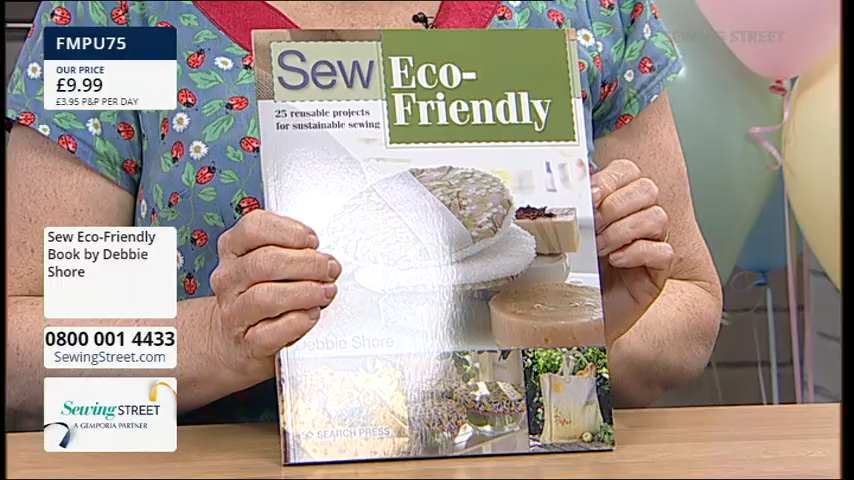 FMPU75
OUR PRICE
£9.99
£3.95 P&P PER DAY
Sew Eco-Friendly
Book by Debbie
Shore
0800 001 4433
SewingStreet.com
Sewing STREET
A GEMPORIA PARTNER
SEWING STREET
Sew
Eco-
Friendly
25 reusable projects
for sustainable sewing
Debbie Shore
SEARCH PRESS